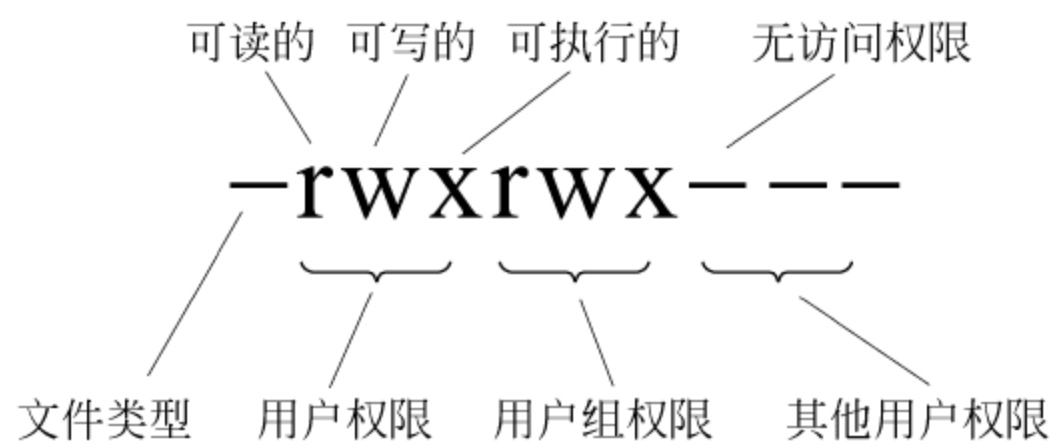 可读的 可写的 可执行的 无访问权限
-rwxrwx---
文件类型 用户权限 用户组权限 其他用户权限